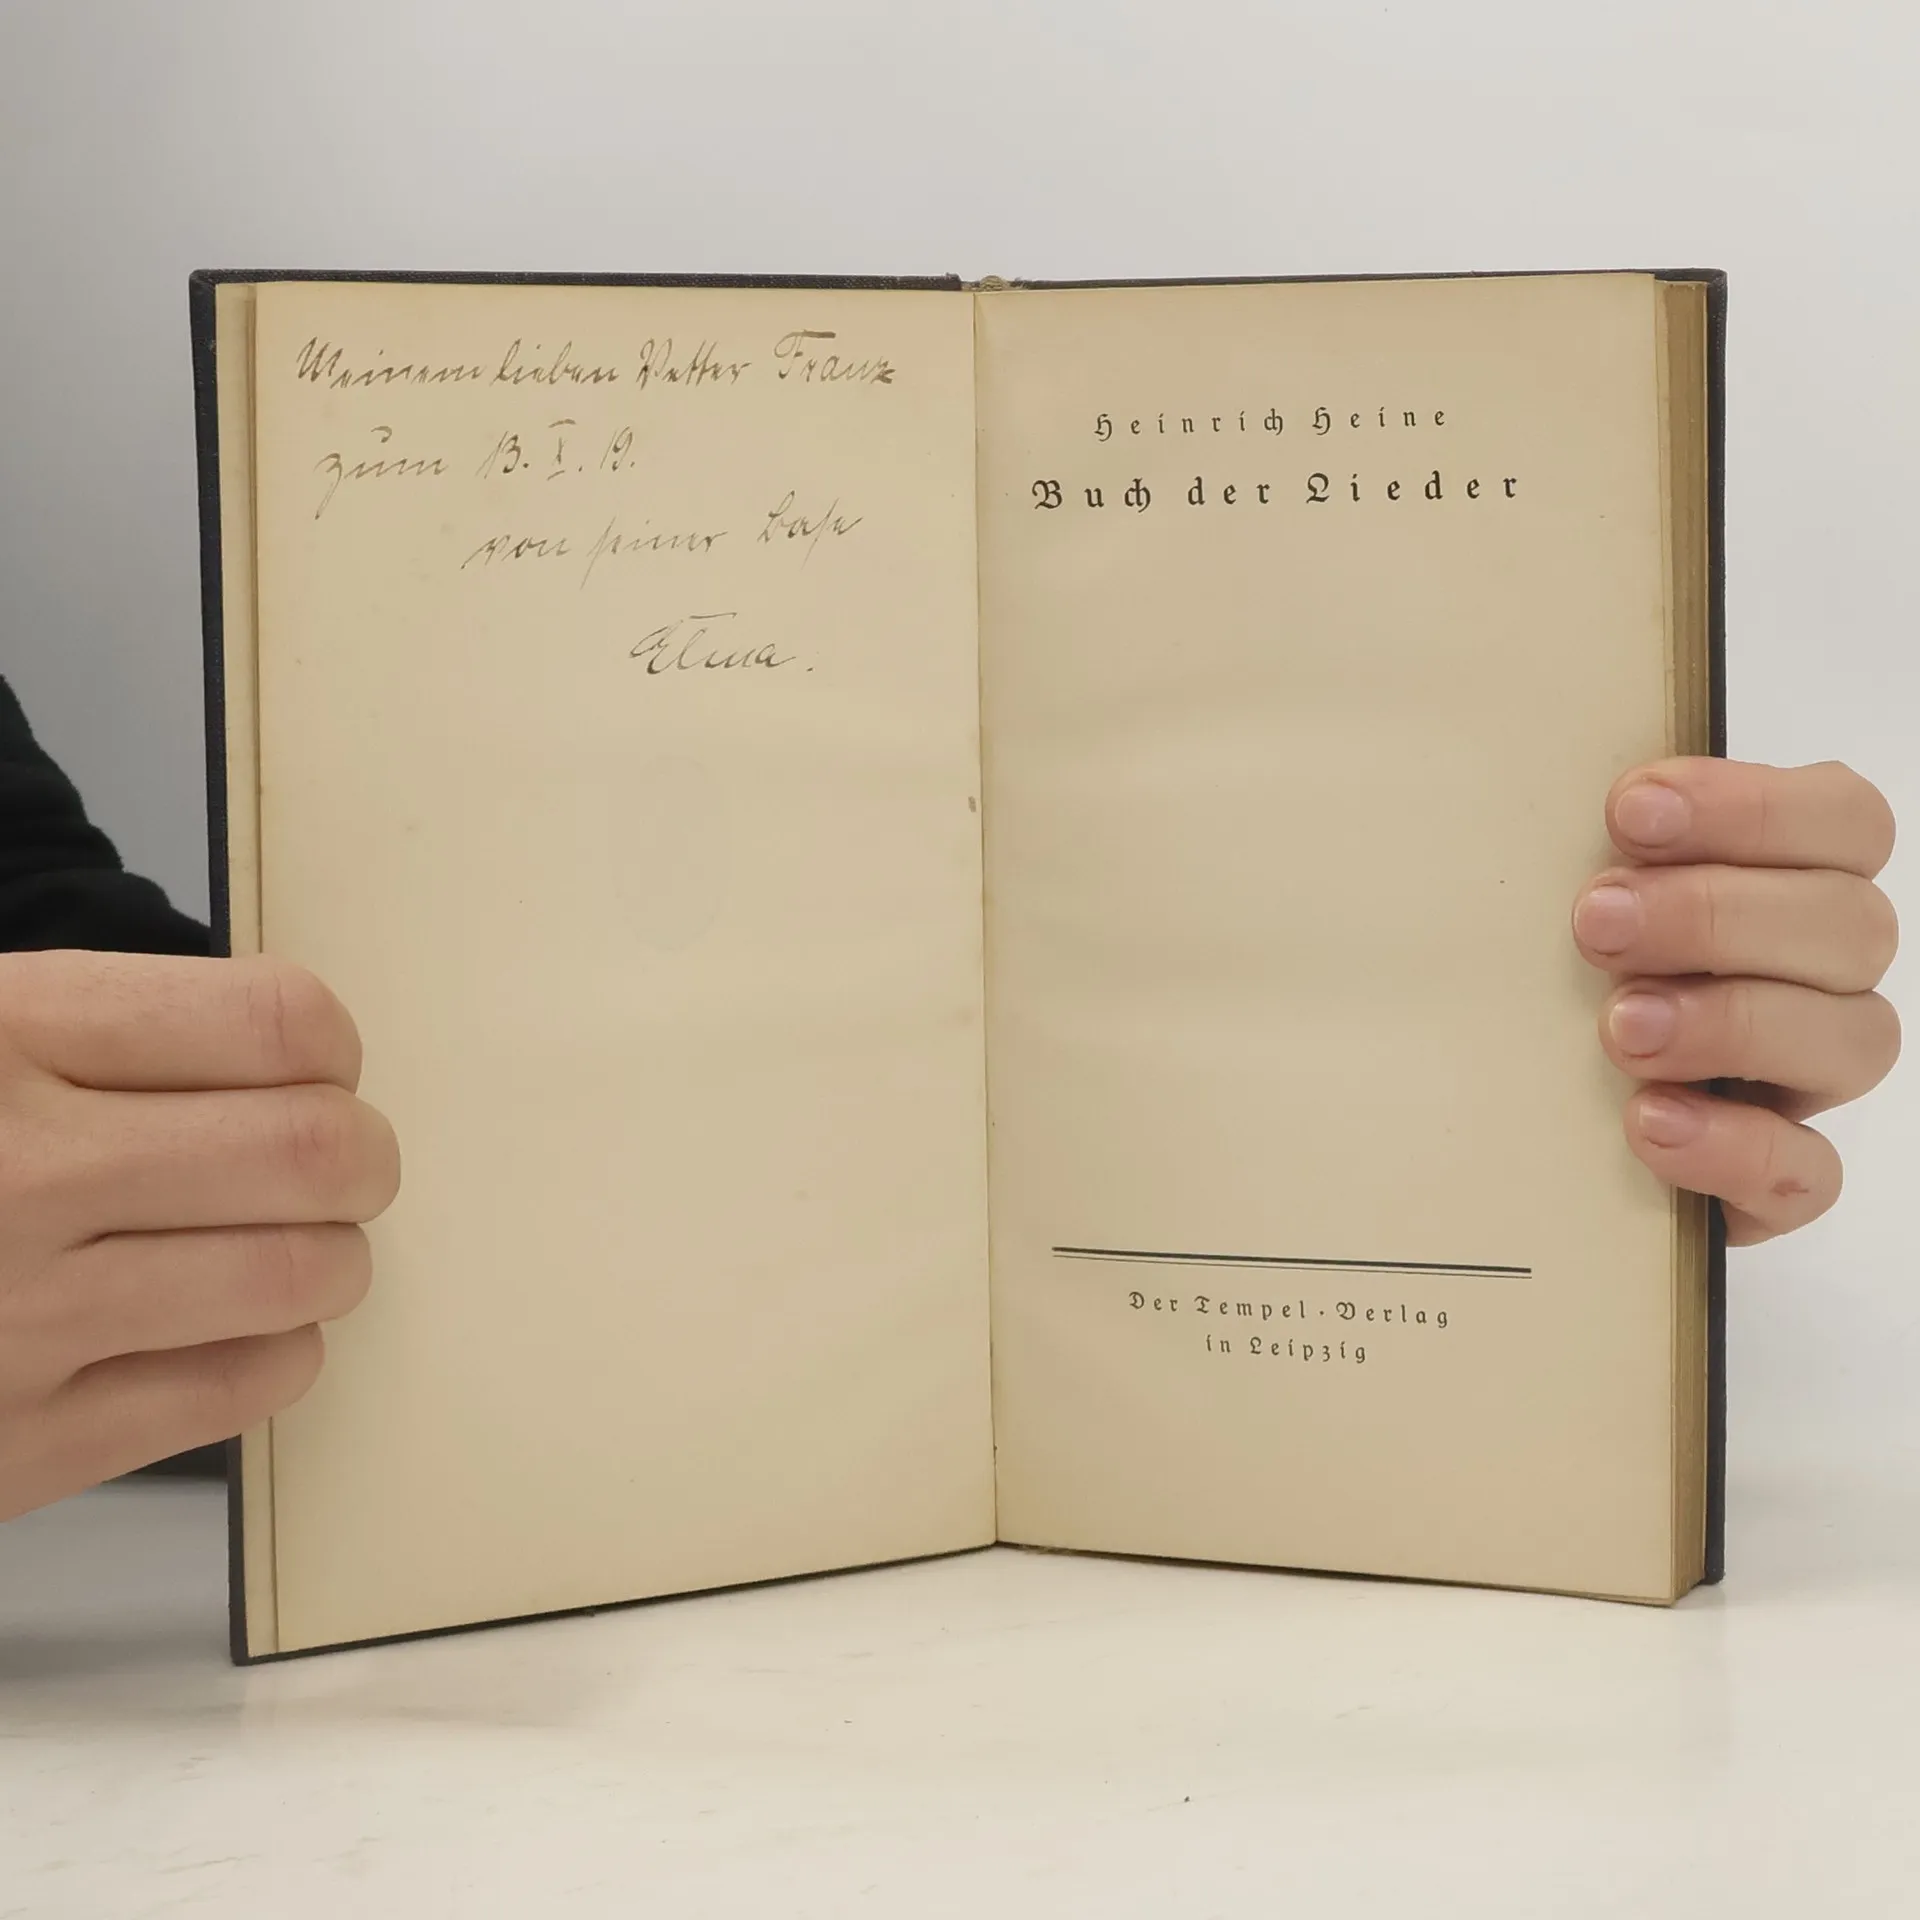 Meinem lieben Vetter Franz
zum 13. X. 19.
von seiner Base
Elma.
Heinrich Heine
Buch der Lieder
Der Tempel-Verlag
in Leipzig